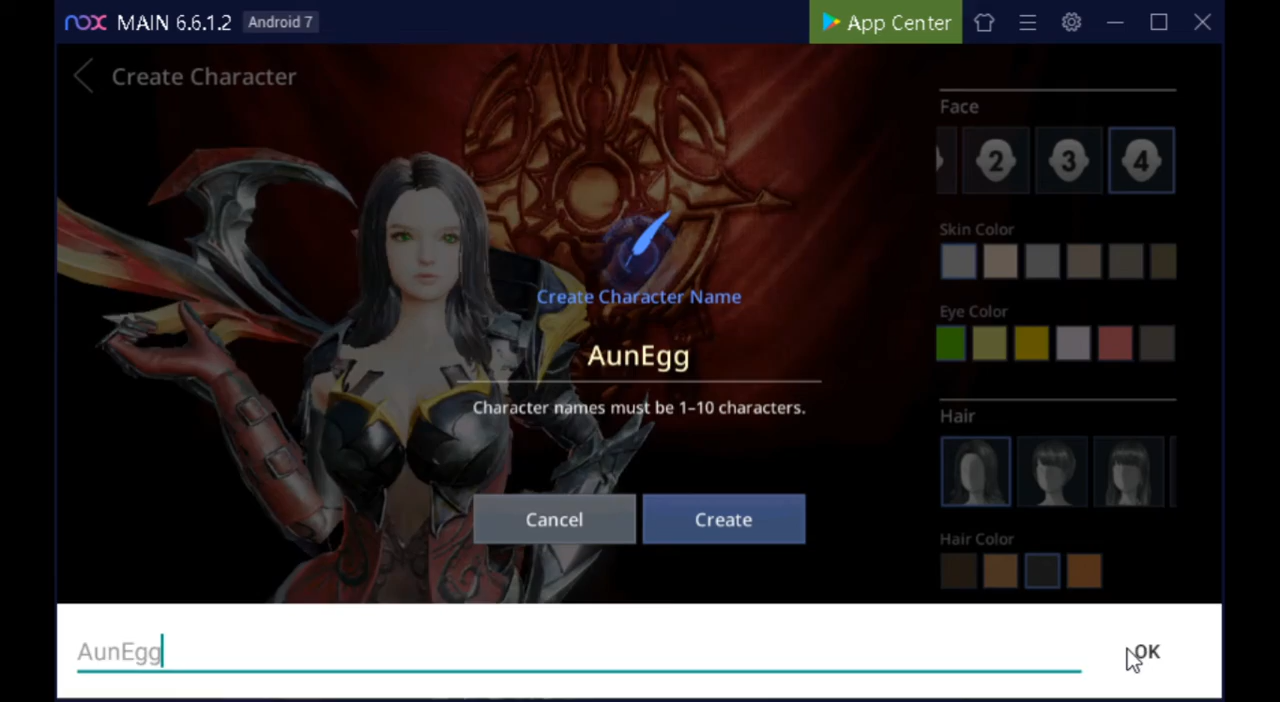 nox MAIN 6.6.1.2 Android 7 App Center
Create Character
Face
2 3 4
Skin Color
Eye Color
Create Character Name
AunEgg
Character names must be 1–10 characters.
Hair
Cancel Create
Hair Color
AunEgg OK